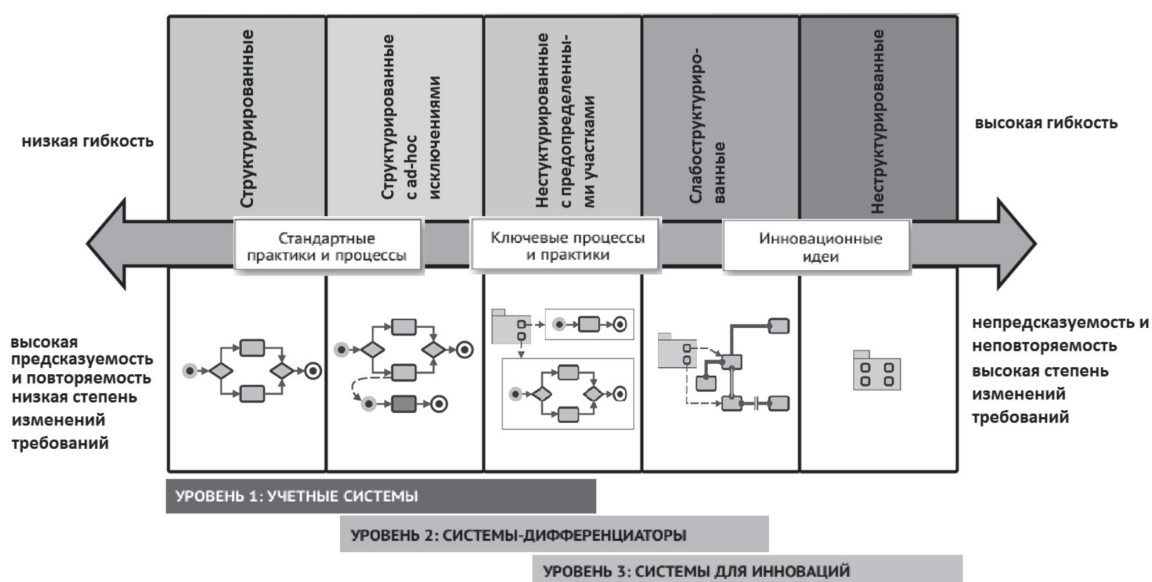 Структурированные
Структурированные
с ad-hoc
исключениями
Нестуктурированные
с предопределенны-
ми участками
Слабоструктуриро-
ванные
Неструктурированные
низкая гибкость
высокая гибкость
Стандартные
практики и процессы
Ключевые процессы
и практики
Инновационные
идеи
высокая
предсказуемость
и повторяемость
низкая степень
изменений
требований
непредсказуемость и
неповторяемость
высокая степень
изменений
требований
УРОВЕНЬ 1: УЧЕТНЫЕ СИСТЕМЫ
УРОВЕНЬ 2: СИСТЕМЫ-ДИФФЕРЕНЦИАТОРЫ
УРОВЕНЬ 3: СИСТЕМЫ ДЛЯ ИННОВАЦИЙ